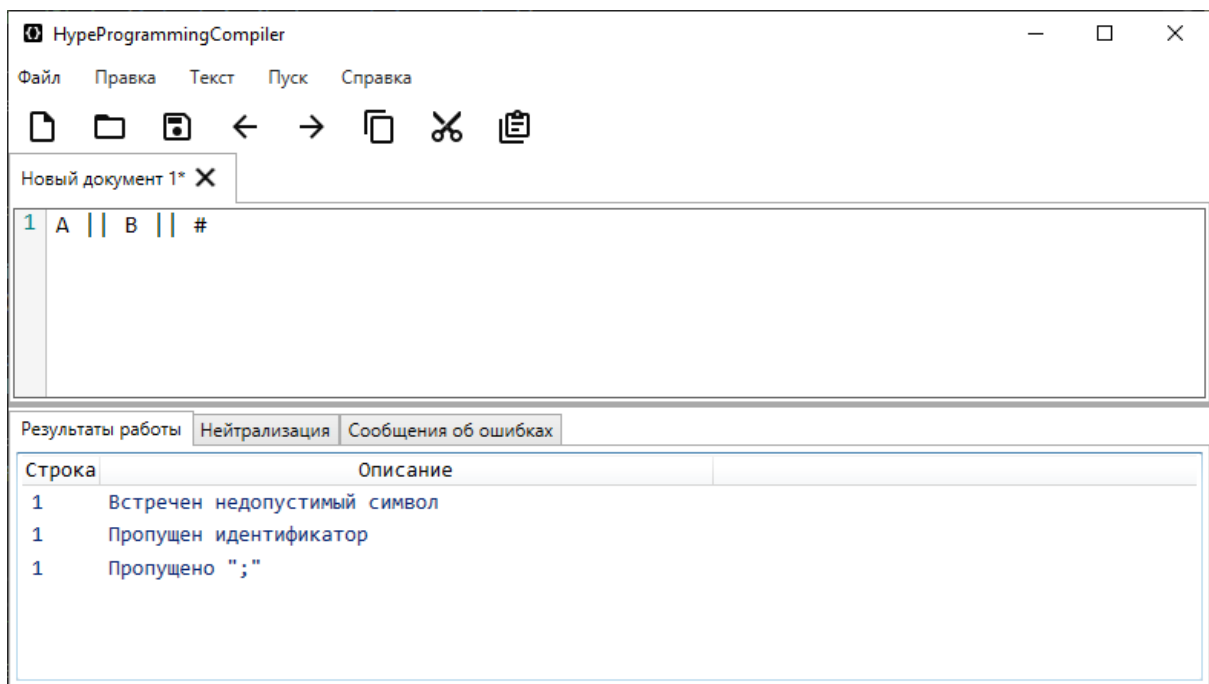 HypeProgrammingCompiler
Файл Правка Текст Пуск Справка
Новый документ 1*
1 A || B || #
Результаты работы Нейтрализация Сообщения об ошибках
Строка Описание
1 Встречен недопустимый символ
1 Пропущен идентификатор
1 Пропущено ";"